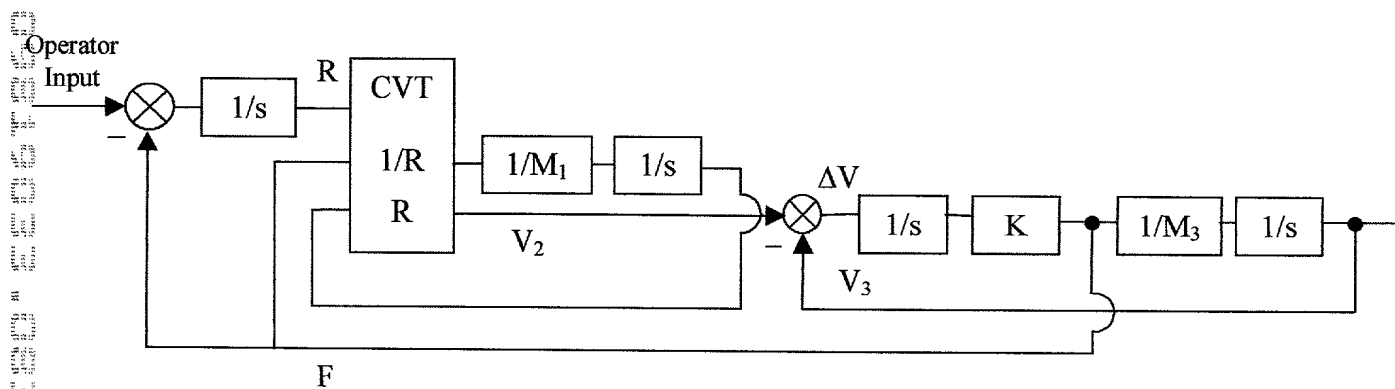 Operator
Input
R
CVT
1/s
1/R
1/M₁
1/s
R
ΔV
1/s
K
1/M₃
1/s
V₂
V₃
F
–
–